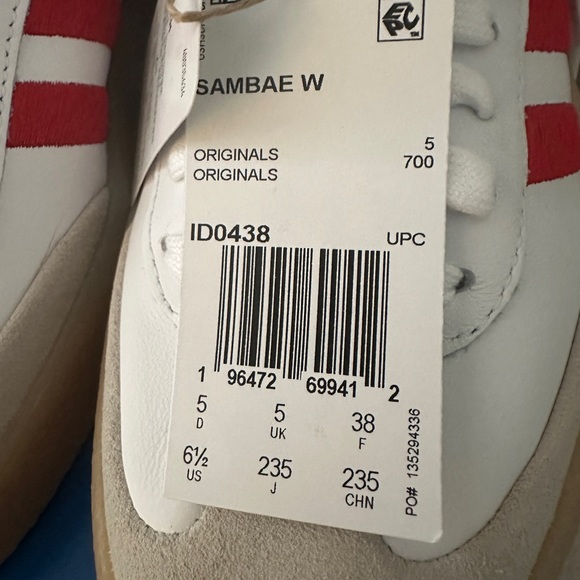 EPC™
SAMBAE W
ORIGINALS 5
ORIGINALS 700
ID0438 UPC
1 96472 69941 2
5 5 38
D UK F
6½ 235 235
US J CHN
PO# 135294336